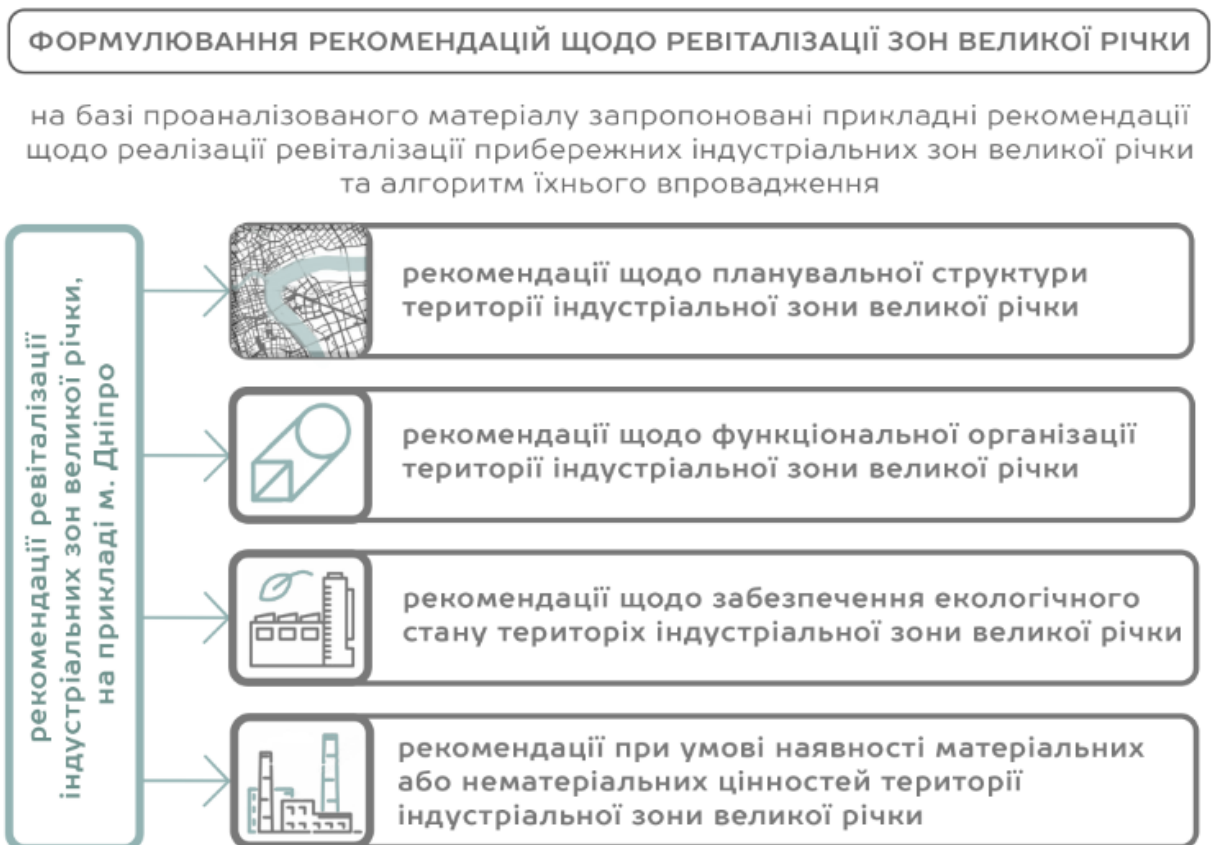 ФОРМУЛЮВАННЯ РЕКОМЕНДАЦІЙ ЩОДО РЕВІТАЛІЗАЦІЇ ЗОН ВЕЛИКОЇ РІЧКИ
на базі проаналізованого матеріалу запропоновані прикладні рекомендації
щодо реалізації ревіталізації прибережних індустріальних зон великої річки
та алгоритм їхнього впровадження
рекомендації ревіталізації
індустріальних зон великої річки,
на прикладі м. Дніпро
рекомендації щодо планувальної структури
території індустріальної зони великої річки
рекомендації щодо функціональної організації
території індустріальної зони великої річки
рекомендації щодо забезпечення екологічного
стану територіх індустріальної зони великої річки
рекомендації при умові наявності матеріальних
або нематеріальних цінностей території
індустріальної зони великої річки